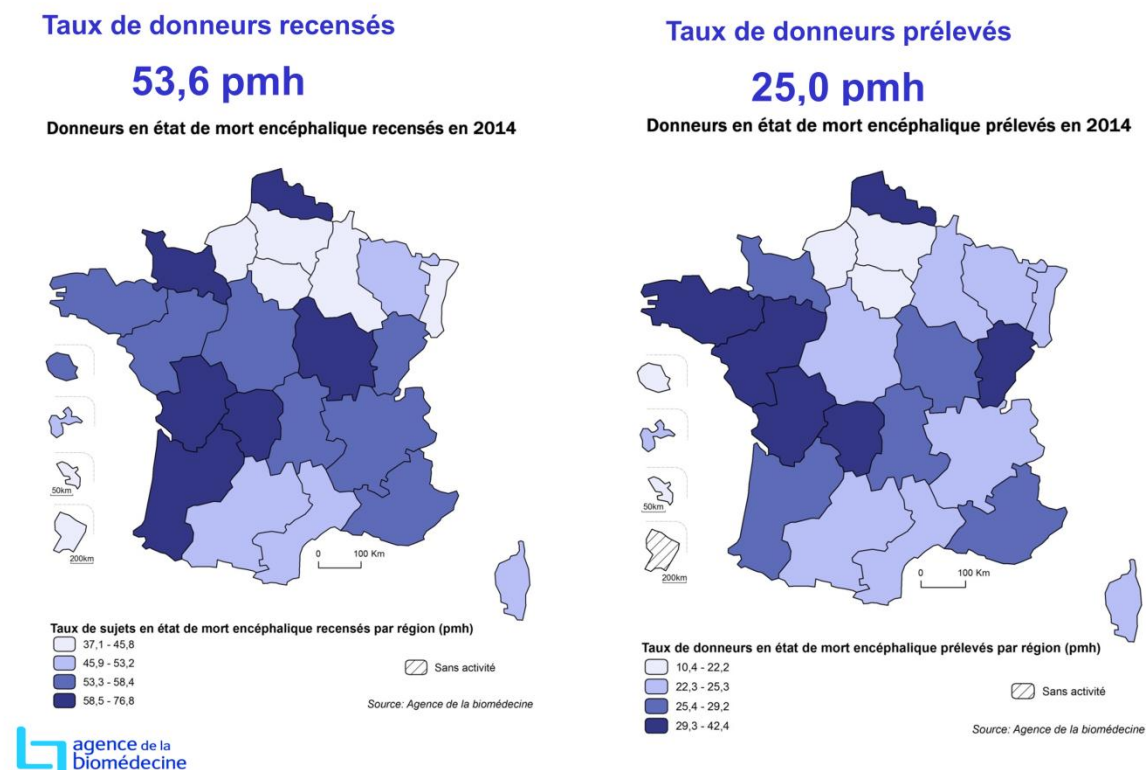 Taux de donneurs recensés
53,6 pmh
Donneurs en état de mort encéphalique recensés en 2014
50km
200km
0 100 Km
Taux de sujets en état de mort encéphalique recensés par région (pmh)
37,1 - 45,8
45,9 - 53,2
53,3 - 58,4
58,5 - 76,8
Sans activité
Source: Agence de la biomédecine
agence de la
biomédecine
Taux de donneurs prélevés
25,0 pmh
Donneurs en état de mort encéphalique prélevés en 2014
50km
200km
0 100 Km
Taux de donneurs en état de mort encéphalique prélevés par région (pmh)
10,4 - 22,2
22,3 - 25,3
25,4 - 29,2
29,3 - 42,4
Sans activité
Source: Agence de la biomédecine